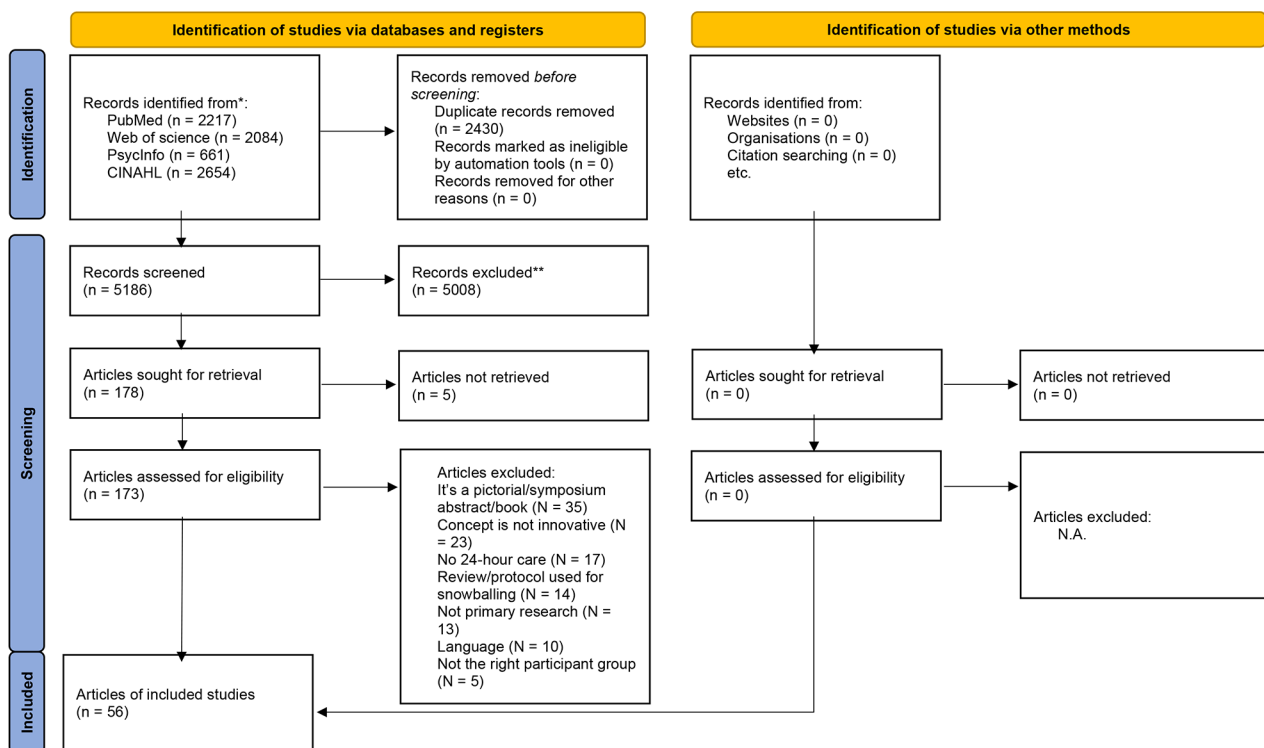 Identification of studies via databases and registers
Identification of studies via other methods
Identification
Records identified from*:
PubMed (n = 2217)
Web of science (n = 2084)
PsycInfo (n = 661)
CINAHL (n = 2654)
Records removed before
screening:
Duplicate records removed
(n = 2430)
Records marked as ineligible
by automation tools (n = 0)
Records removed for other
reasons (n = 0)
Records identified from:
Websites (n = 0)
Organisations (n = 0)
Citation searching (n = 0)
etc.
Screening
Records screened
(n = 5186)
Records excluded**
(n = 5008)
Articles sought for retrieval
(n = 178)
Articles not retrieved
(n = 5)
Articles sought for retrieval
(n = 0)
Articles not retrieved
(n = 0)
Articles assessed for eligibility
(n = 173)
Articles excluded:
It's a pictorial/symposium
abstract/book (N = 35)
Concept is not innovative (N
= 23)
No 24-hour care (N = 17)
Review/protocol used for
snowballing (N = 14)
Not primary research (N =
13)
Language (N = 10)
Not the right participant group
(N = 5)
Articles assessed for eligibility
(n = 0)
Articles excluded:
N.A.
Included
Articles of included studies
(n = 56)